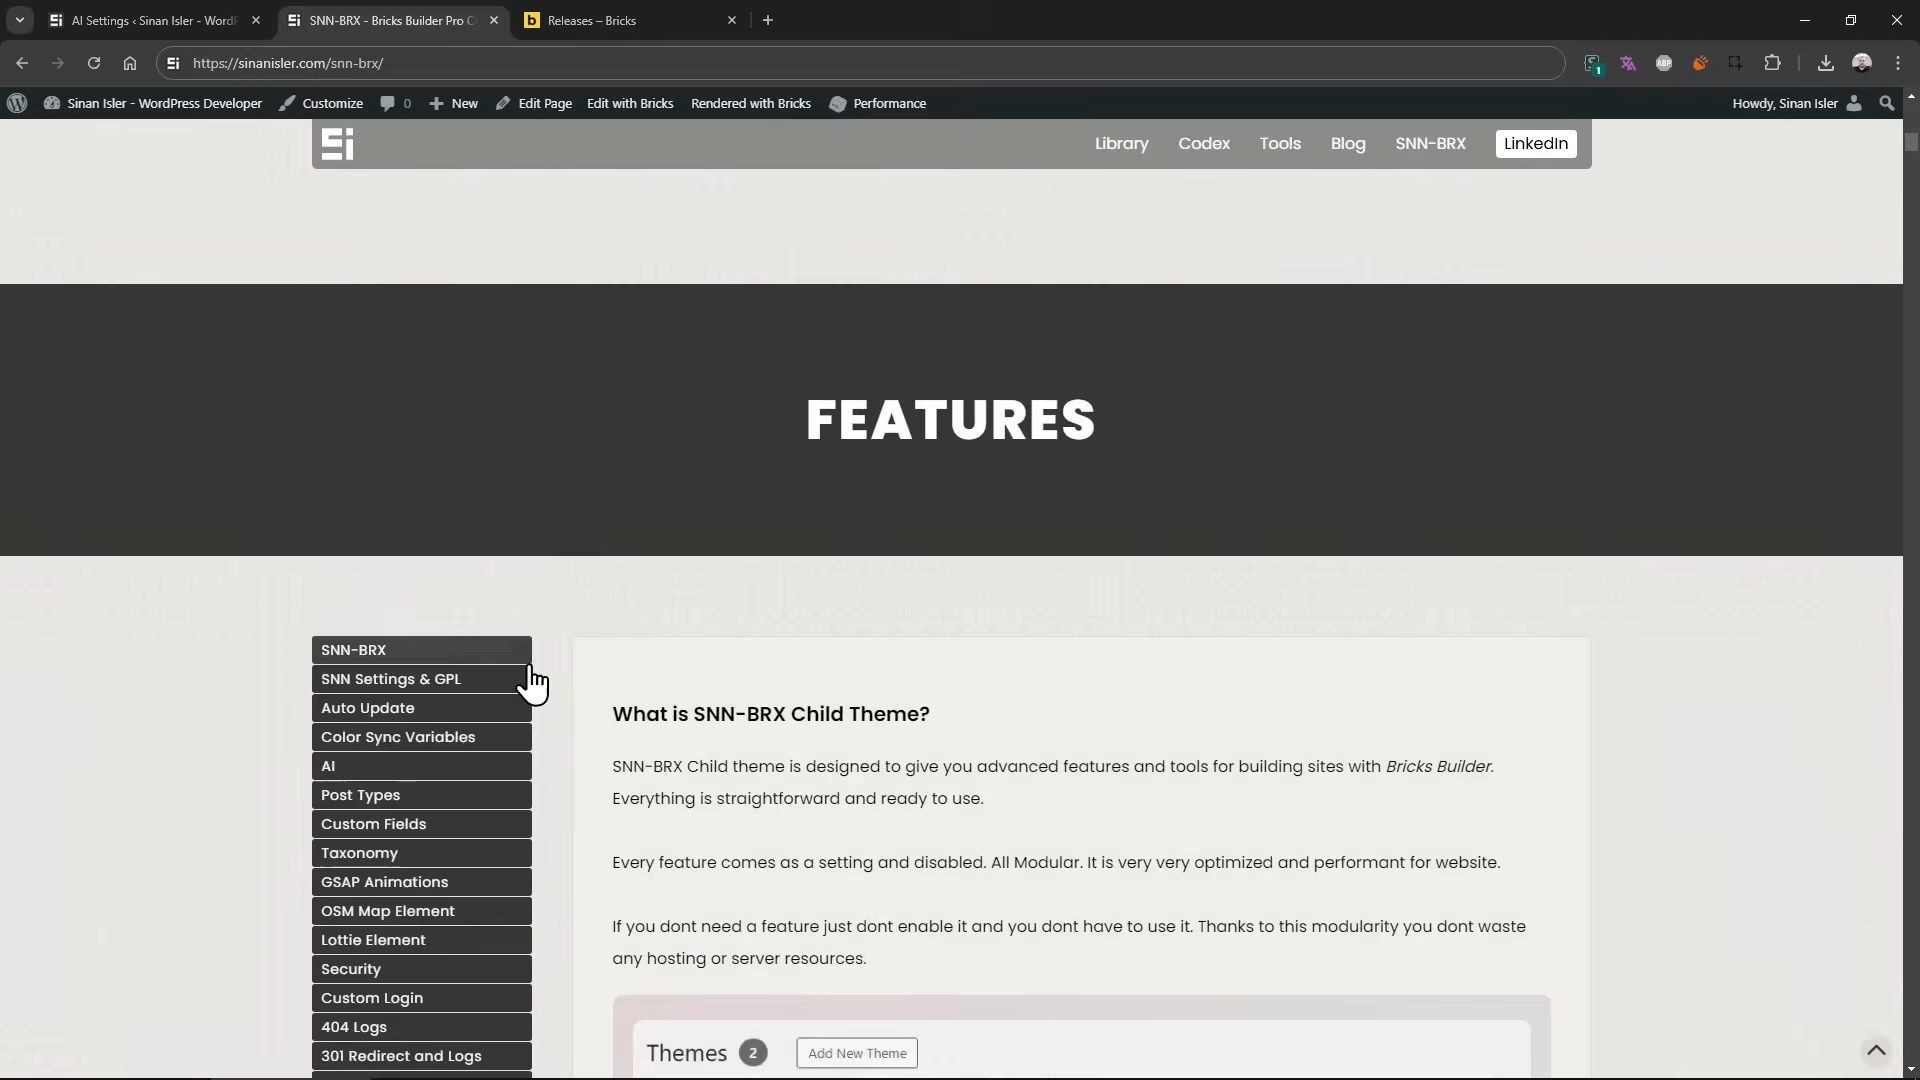 AI Settings ‹ Sinan Isler - WordP
SNN-BRX - Bricks Builder Pro C
Releases – Bricks
https://sinanisler.com/snn-brx/
1
ABP
Sinan Isler - WordPress Developer
Customize
0
New
Edit Page
Edit with Bricks
Rendered with Bricks
Performance
Howdy, Sinan Isler
Library
Codex
Tools
Blog
SNN-BRX
LinkedIn
FEATURES
SNN-BRX
SNN Settings & GPL
Auto Update
Color Sync Variables
AI
Post Types
Custom Fields
Taxonomy
GSAP Animations
OSM Map Element
Lottie Element
Security
Custom Login
404 Logs
301 Redirect and Logs
What is SNN-BRX Child Theme?
SNN-BRX Child theme is designed to give you advanced features and tools for building sites with Bricks Builder.
Everything is straightforward and ready to use.
Every feature comes as a setting and disabled. All Modular. It is very very optimized and performant for website.
If you dont need a feature just dont enable it and you dont have to use it. Thanks to this modularity you dont waste
any hosting or server resources.
Themes 2 Add New Theme